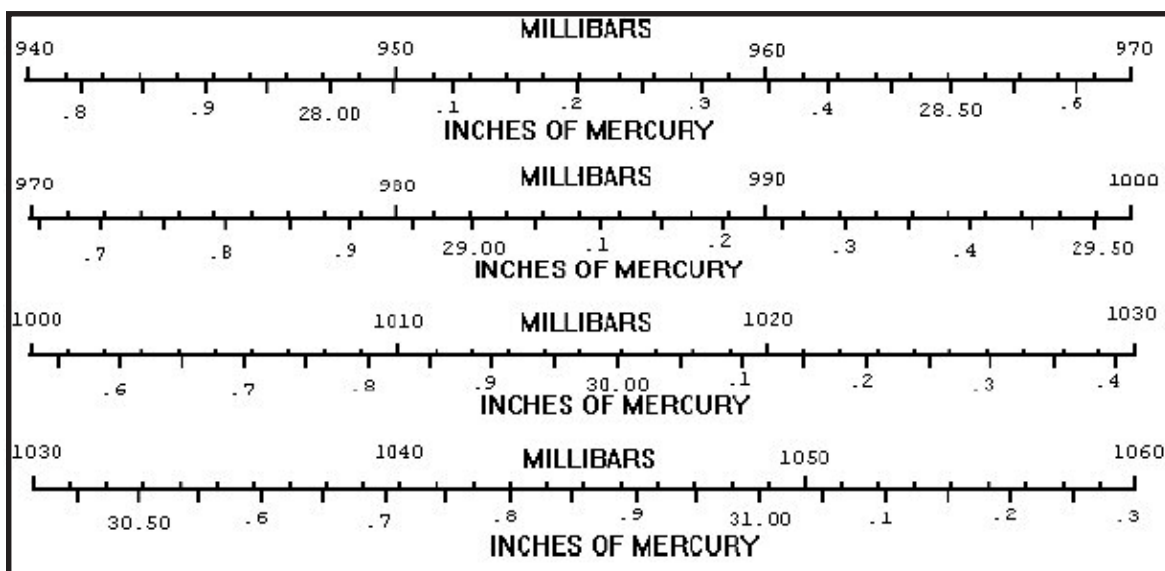 MILLIBARS
940 950 960 970
.8 .9 28.00 .1 .2 .3 .4 28.50 .6
INCHES OF MERCURY
MILLIBARS
970 980 990 1000
.7 .8 .9 29.00 .1 .2 .3 .4 29.50
INCHES OF MERCURY
1000 1010 MILLIBARS 1020 1030
.6 .7 .8 .9 30.00 .1 .2 .3 .4
INCHES OF MERCURY
1030 1040 MILLIBARS 1050 1060
30.50 .6 .7 .8 .9 31.00 .1 .2 .3
INCHES OF MERCURY